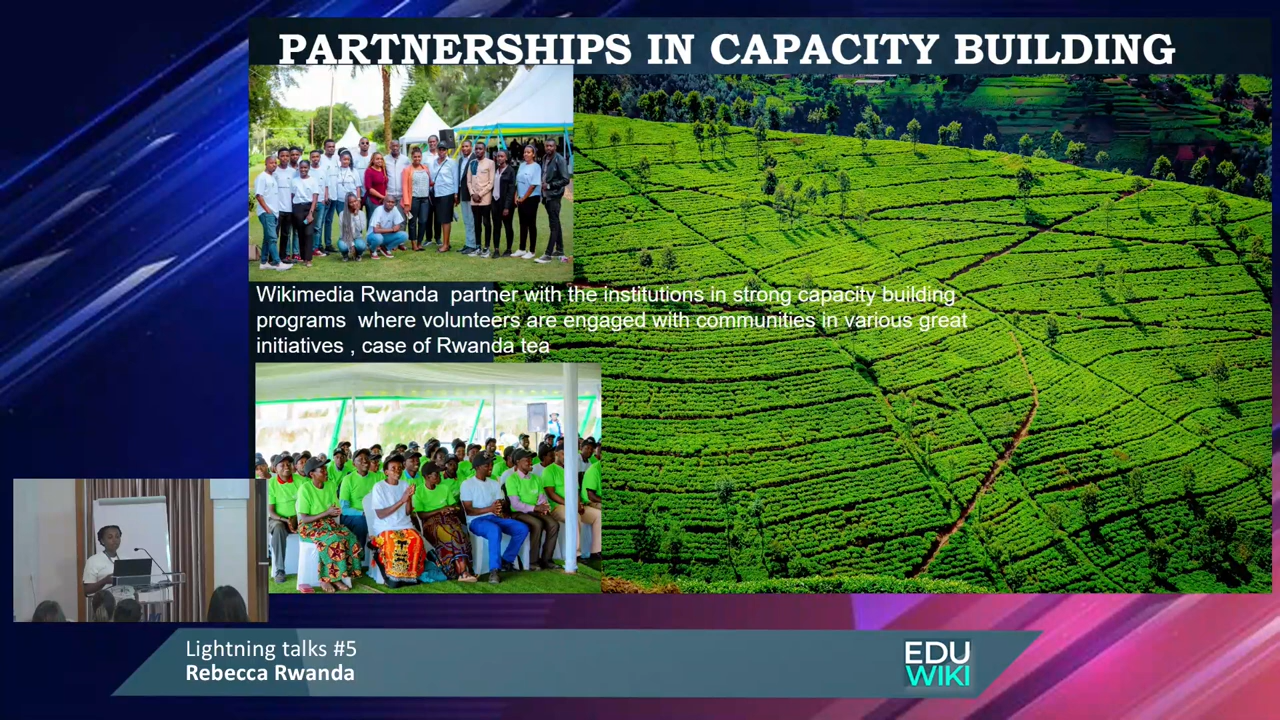 PARTNERSHIPS IN CAPACITY BUILDING
Wikimedia Rwanda partner with the institutions in strong capacity building
programs where volunteers are engaged with communities in various great
initiatives , case of Rwanda tea
Lightning talks #5
Rebecca Rwanda
EDU
WIKI